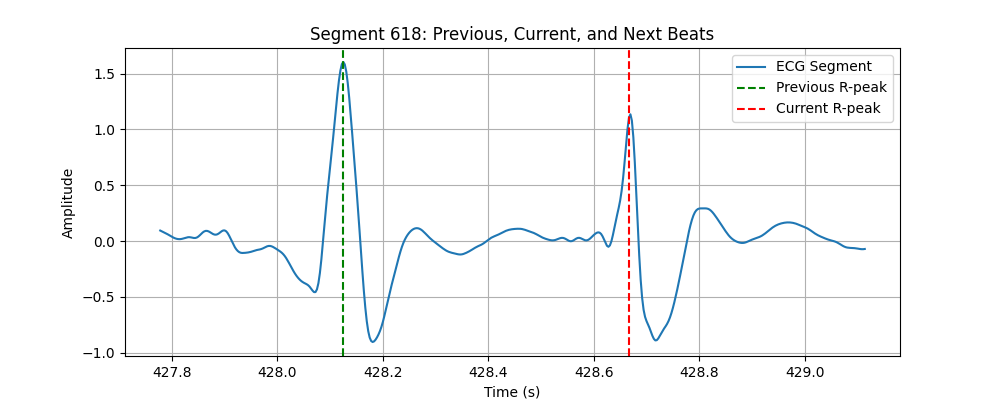 Segment 618: Previous, Current, and Next Beats
ECG Segment
Previous R-peak
Current R-peak
Amplitude
1.5
1.0
0.5
0.0
−0.5
−1.0
427.8 428.0 428.2 428.4 428.6 428.8 429.0
Time (s)